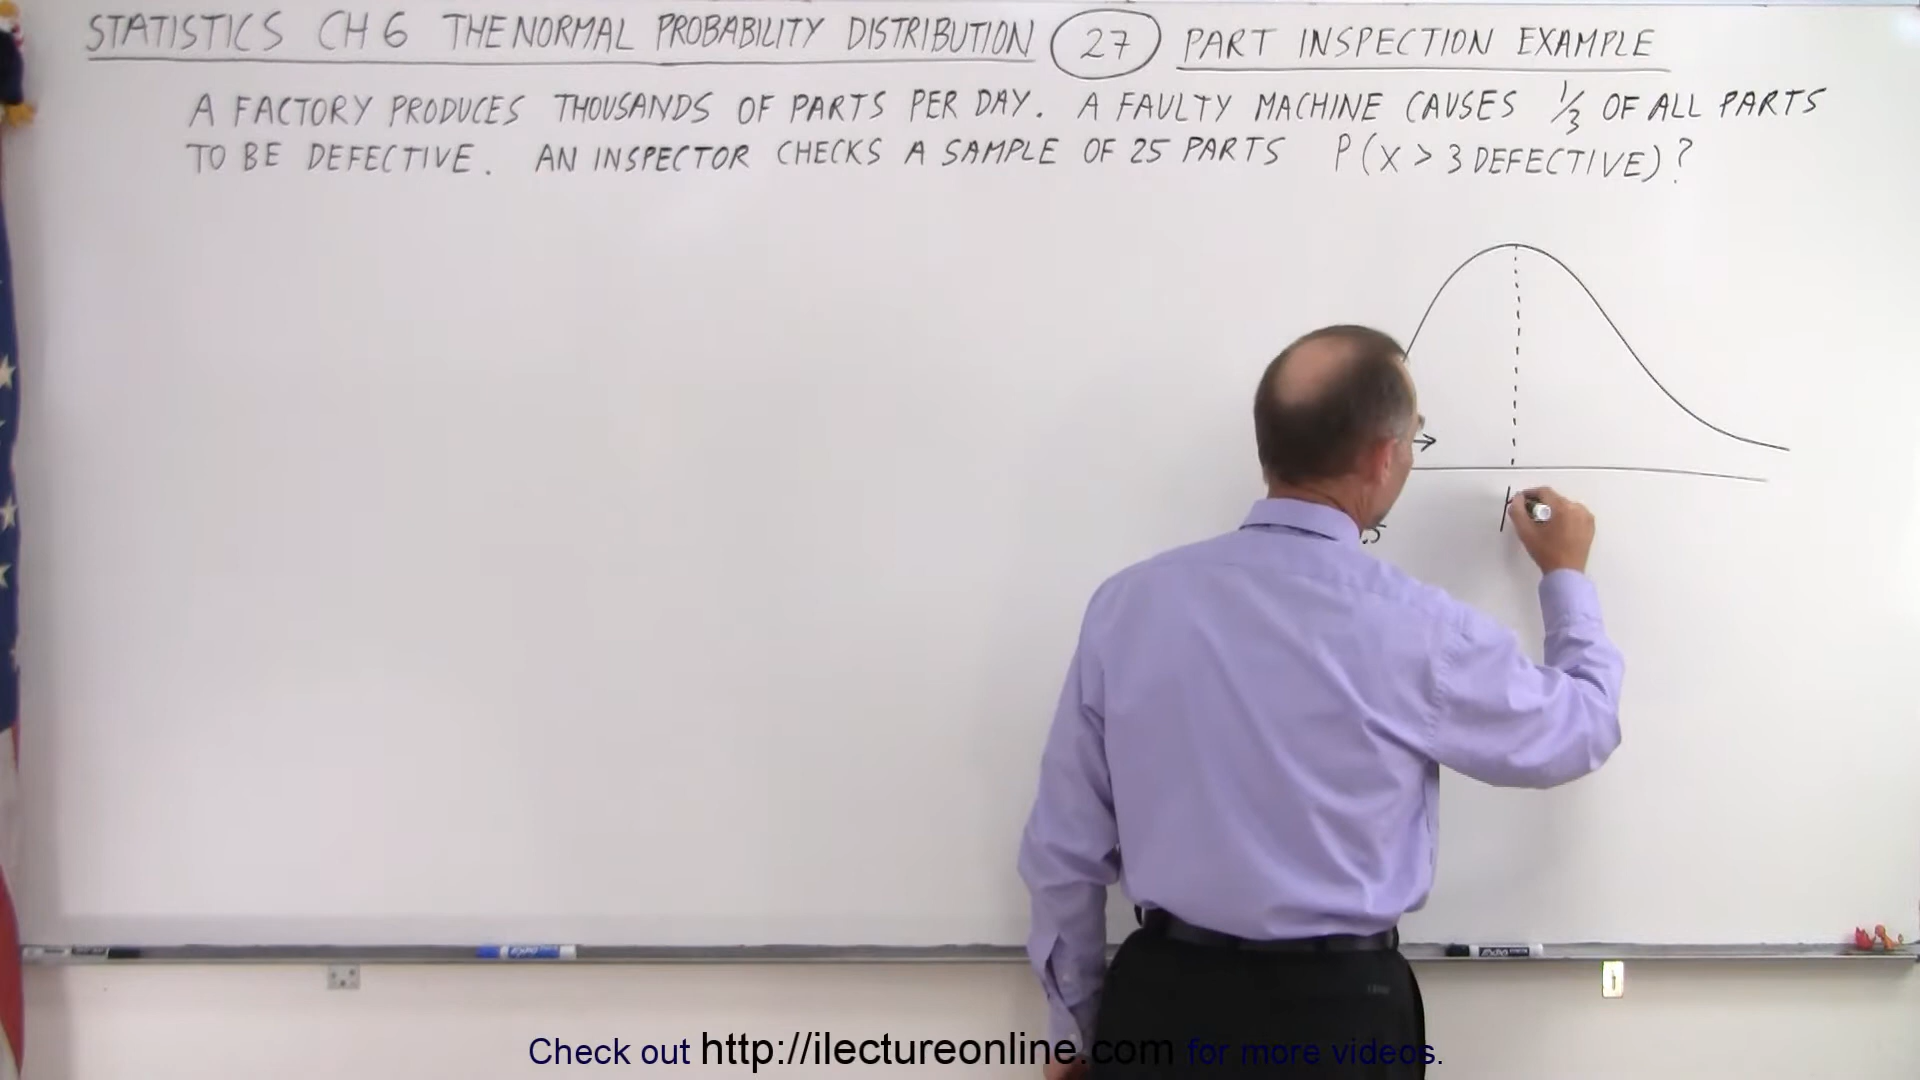 STATISTICS CH 6 THE NORMAL PROBABILITY DISTRIBUTION 27 PART INSPECTION EXAMPLE
A FACTORY PRODUCES THOUSANDS OF PARTS PER DAY. A FAULTY MACHINE CAUSES 1/3 OF ALL PARTS
TO BE DEFECTIVE. AN INSPECTOR CHECKS A SAMPLE OF 25 PARTS P(X > 3 DEFECTIVE)?
Check out http://ilectureonline.com for more videos.